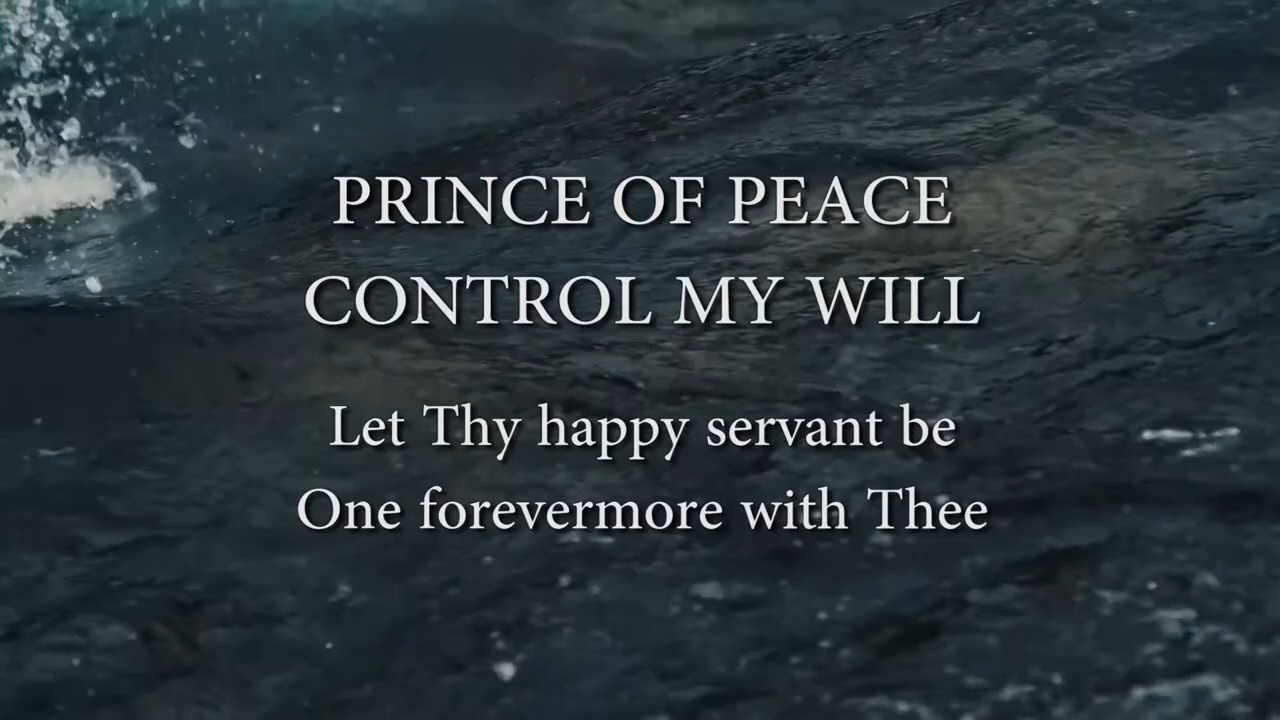 PRINCE OF PEACE
CONTROL MY WILL
Let Thy happy servant be
One forevermore with Thee